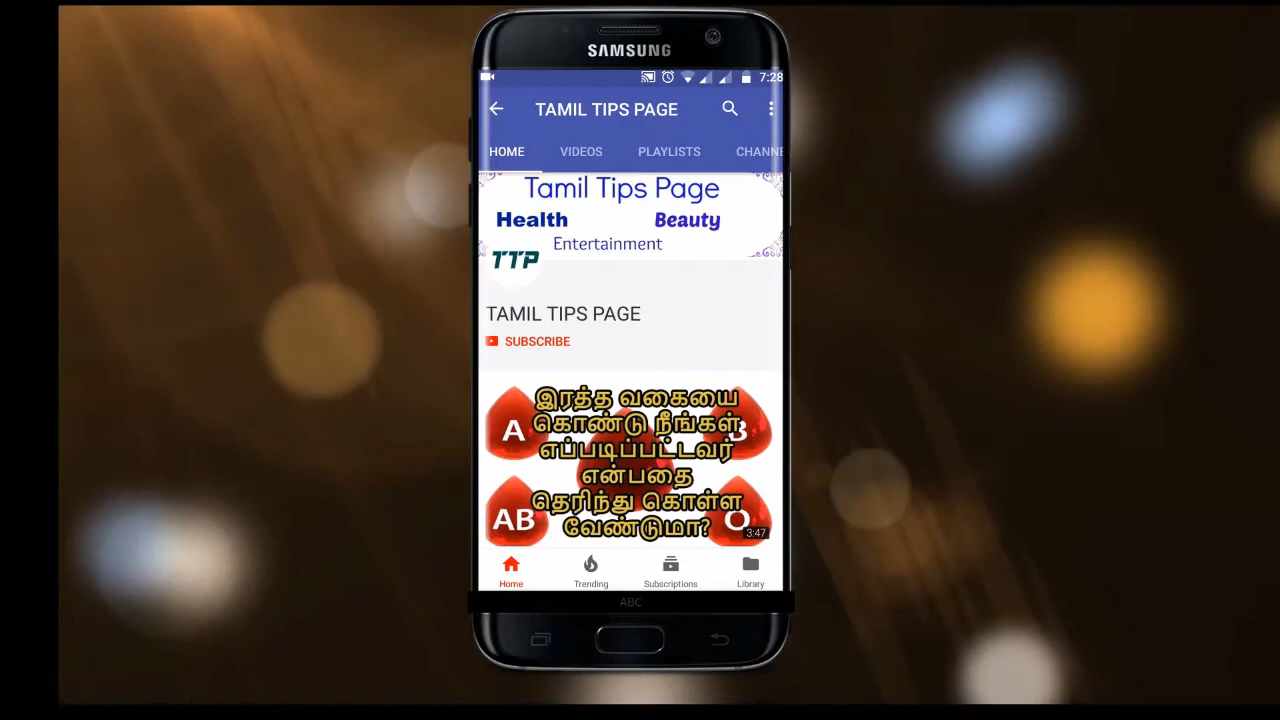 SAMSUNG
7:28
TAMIL TIPS PAGE
HOME VIDEOS PLAYLISTS CHANNE
Tamil Tips Page
Health Beauty
Entertainment
TTP
TAMIL TIPS PAGE
SUBSCRIBE
A B
இரத்த வகையை
கொண்டு நீங்கள்
எப்படிப்பட்டவர்
என்பதை
தெரிந்து கொள்ள
வேண்டுமா?
AB O
3:47
Home Trending Subscriptions Library
ABC